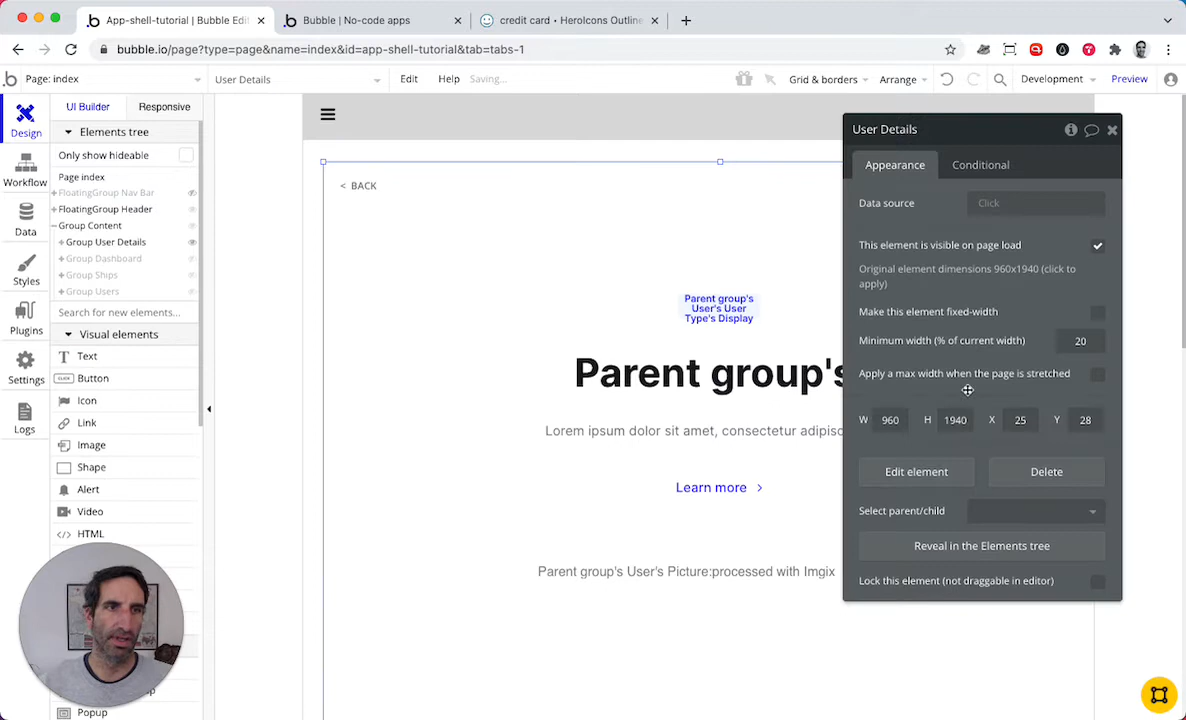 App-shell-tutorial | Bubble Edi
Bubble | No-code apps
credit card • HeroIcons Outline
bubble.io/page?type=page&name=index&id=app-shell-tutorial&tab=tabs-1
Page: index
User Details
Edit
Help
Saving...
Grid & borders
Arrange
Development
Preview
Design
Workflow
Data
Styles
Plugins
Settings
Logs
UI Builder
Responsive
Elements tree
Only show hideable
Page index
FloatingGroup Nav Bar
FloatingGroup Header
Group Content
Group User Details
Group Dashboard
Group Ships
Group Users
Search for new elements...
Visual elements
Text
CLICK
Button
Icon
Link
Image
Shape
Alert
Video
</> HTML
Popup
< BACK
Parent group's
User's User
Type's Display
Parent group's
Lorem ipsum dolor sit amet, consectetur adipisc
Learn more >
Parent group's User's Picture:processed with Imgix
User Details
Appearance
Conditional
Data source
Click
This element is visible on page load
Original element dimensions 960x1940 (click to
apply)
Make this element fixed-width
Minimum width (% of current width)
20
Apply a max width when the page is stretched
W 960 H 1940 X 25 Y 28
Edit element
Delete
Select parent/child
Reveal in the Elements tree
Lock this element (not draggable in editor)